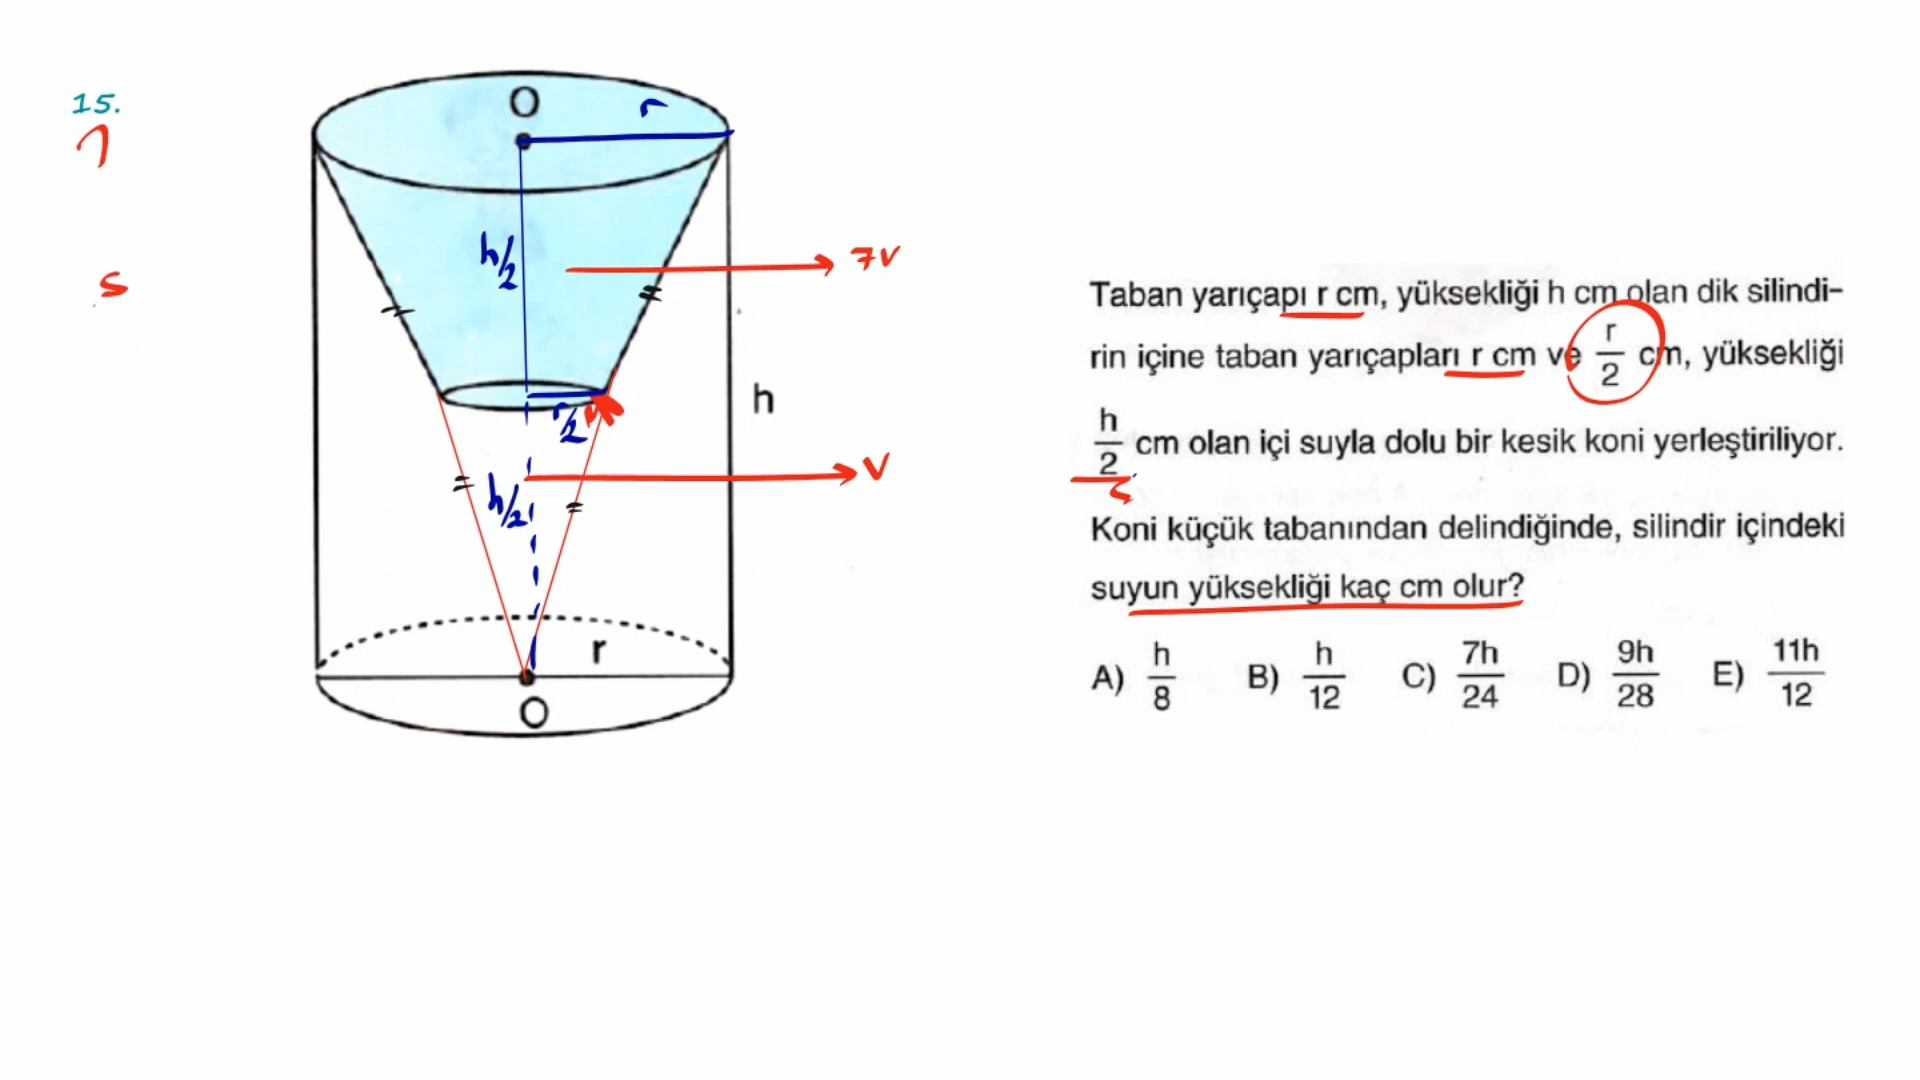 15.
1
s
O
r
h/2
7V
r/2
h
h/2
V
r
O
Taban yarıçapı r cm, yüksekliği h cm olan dik silindi–
rin içine taban yarıçapları r cm ve r/2 cm, yüksekliği
h/2 cm olan içi suyla dolu bir kesik koni yerleştiriliyor.
Koni küçük tabanından delindiğinde, silindir içindeki
suyun yüksekliği kaç cm olur?
A) h/8 B) h/12 C) 7h/24 D) 9h/28 E) 11h/12